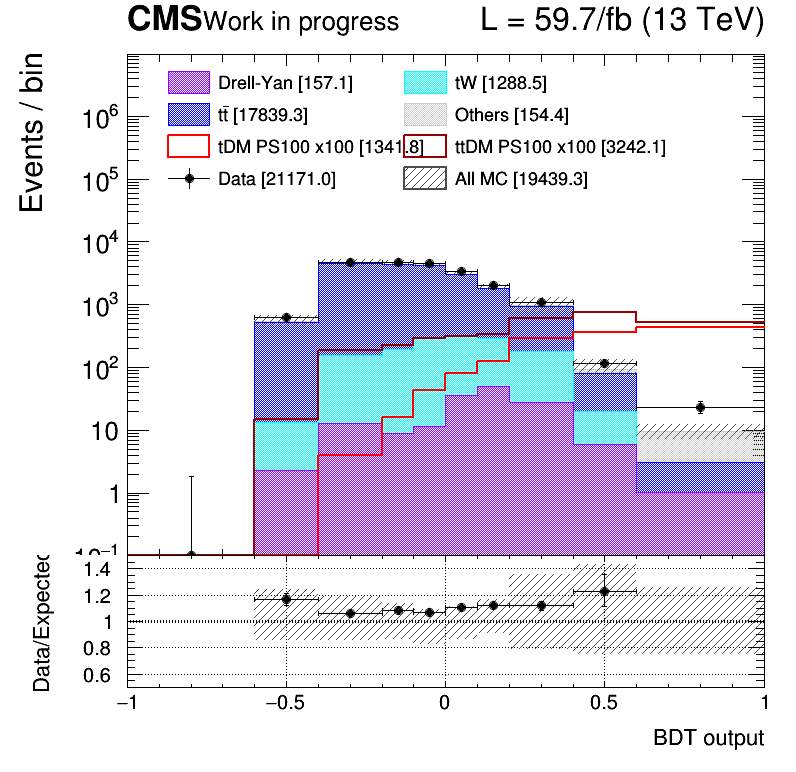 CMS Work in progress L = 59.7/fb (13 TeV)
Events / bin
Drell-Yan [157.1] tW [1288.5]
tt̄ [17839.3] Others [154.4]
tDM PS100 x100 [1341.8] ttDM PS100 x100 [3242.1]
Data [21171.0] All MC [19439.3]
10⁶
10⁵
10⁴
10³
10²
10
1
10⁻¹
Data/Expected
1.4
1.2
1
0.8
0.6
−1 −0.5 0 0.5 1
BDT output